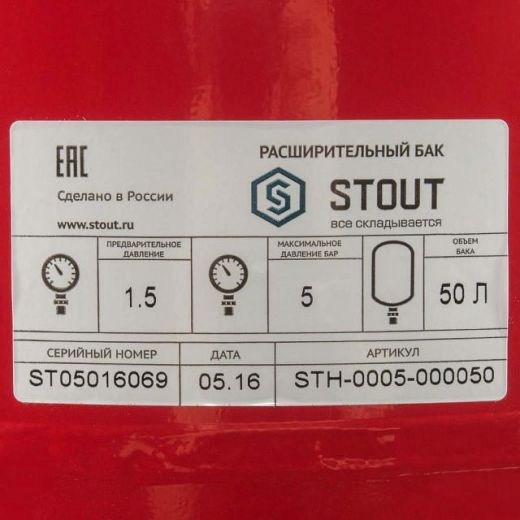 EAC
Сделано в России
www.stout.ru
РАСШИРИТЕЛЬНЫЙ БАК
S STOUT
все складывается
ПРЕДВАРИТЕЛЬНОЕ
ДАВЛЕНИЕ
1.5
МАКСИМАЛЬНОЕ
ДАВЛЕНИЕ БАР
5
ОБЪЕМ
БАКА
50 Л
СЕРИЙНЫЙ НОМЕР
ST05016069
ДАТА
05.16
АРТИКУЛ
STH-0005-000050